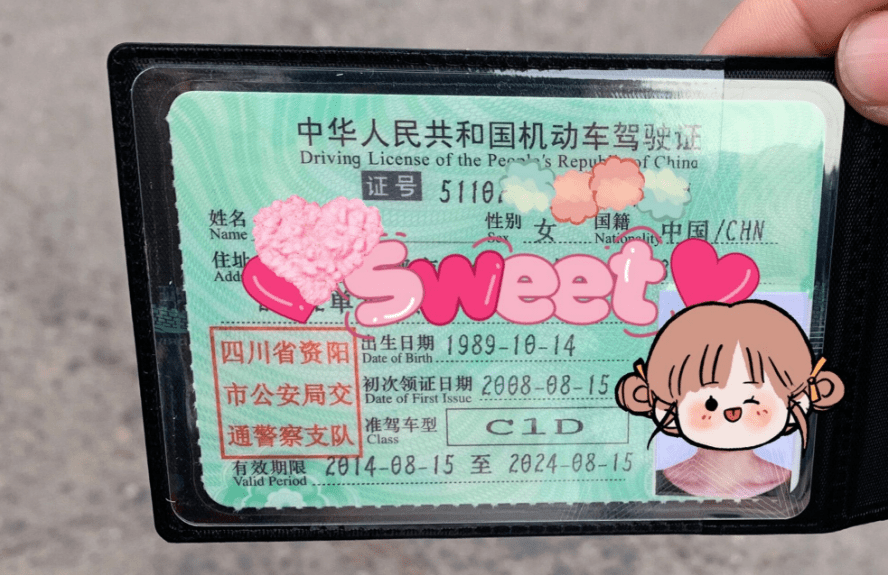 中华人民共和国机动车驾驶证
Driving License of the People's Republic of China
证号 5110
姓名 性别 女 国籍 中国/CHN
Name Sex Nationality
住址
Add
Sweet
单
四川省资阳
市公安局交
通警察支队
出生日期 1989-10-14
Date of Birth
初次领证日期 2008-08-15
Date of First Issue
准驾车型 C1D
Class
有效期限 2014-08-15 至 2024-08-15
Valid Period